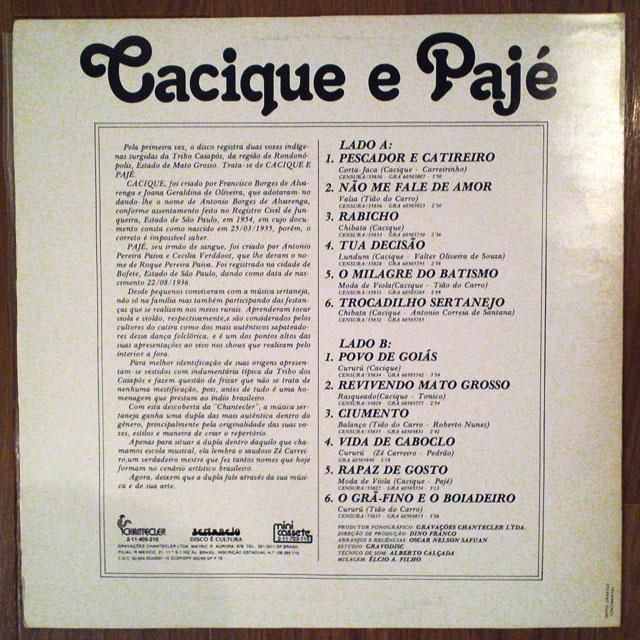 Cacique e Pajé
Pela primeira vez, o disco registra duas vozes indíge-
nas surgidas da Tribo Caiapós, da região de Rondonó-
polis, Estado de Mato Grosso. Trata-se de CACIQUE E
PAJÉ.
CACIQUE, foi criado por Francisco Borges de Alva-
renga e Joana Geraldina de Oliveira, que adotaram-no
dando-lhe o nome de Antonio Borges de Alvarenga,
conforme assentamento feito no Registro Civil de Jun-
queira, Estado de São Paulo, em 1954, em cujo docu-
mento consta como nascido em 25/03/1935, porém, o
correto é impossível saber.
PAJÉ, seu irmão de sangue, foi criado por Antonio
Pereira Paiva e Cecilia Verddoot, que lhe deram o no-
me de Roque Pereira Paiva. Foi registrado na cidade de
Bofete, Estado de São Paulo, dando como data de nas-
cimento 22/08/1936.
Desde pequenos conviveram com a música sertaneja,
não só na família mas também participando das festan-
ças que se realizam nos meios rurais. Aprenderam tocar
viola e violão, respectivamente, e são considerados pelos
cultores do catira como dos mais autênticos sapateado-
res dessa dança folclórica, e é um dos pontos altos das
suas apresentações ao vivo nos shows que realizam pelo
interior a fora.
Para melhor identificação de suas origens apresen-
tam-se vestidos com indumentária típica da Tribo dos
Caiapós e fazem questão de frizar que não se trata de
nenhuma mestificação, pois, antes de tudo é uma ho-
menagem que prestam ao índio brasileiro.
Com esta descoberta da "Chantecler", a música ser-
taneja ganha uma dupla das mais autêntica dentro do
gênero, principalmente pela originalidade das suas vo-
zes, estilos e maneira de criar o repertório.
Apenas para situar a dupla dentro daquilo que cha-
mamos escola musical, ela lembra o saudoso Zé Carrei-
ro, um verdadeiro mestre que fez tantos nomes que hoje
formam no cenário artístico brasileiro.
Agora, deixem que a dupla fale através da sua músi-
ca e de sua arte.
LADO A:
1. PESCADOR E CATIREIRO
Corta-Jaca (Cacique - Carreirinho)
2. NÃO ME FALE DE AMOR
Valsa (Tião do Carro)
3. RABICHO
Chibata (Cacique)
4. TUA DECISÃO
Lundum (Cacique - Valter Oliveira de Souza)
5. O MILAGRE DO BATISMO
Moda de Viola(Cacique - Tião do Carro)
6. TROCADILHO SERTANEJO
Chibata (Cacique - Antonio Correia de Santana)
LADO B:
1. POVO DE GOIÁS
Cururú (Cacique)
2. REVIVENDO MATO GROSSO
Rasqueado(Cacique - Tonico)
3. CIUMENTO
Balanço (Tião do Carro - Roberto Nunes)
4. VIDA DE CABOCLO
Cururú (Zé Carreiro - Pedrão)
5. RAPAZ DE GOSTO
Moda de Viola (Cacique - Pajé)
6. O GRÃ-FINO E O BOIADEIRO
Cururú (Tião do Carro)
PRODUTOR FONOGRÁFICO: GRAVAÇÕES CHANTECLER LTDA.
DIREÇÃO DE PRODUÇÃO: DINO FRANCO
ARRANJOS E REGÊNCIAS: OSCAR NELSON SAFUAN
ESTÚDIO: GRAVODISC
TÉCNICO DE SOM: ALBERTO CALÇADA
MIXAGEM: ÉLCIO A. FILHO
CHANTECLER
2-11-405-210
sertanejo
DISCO É CULTURA
mini
cassete
GRAVAÇÕES CHANTECLER LTDA.